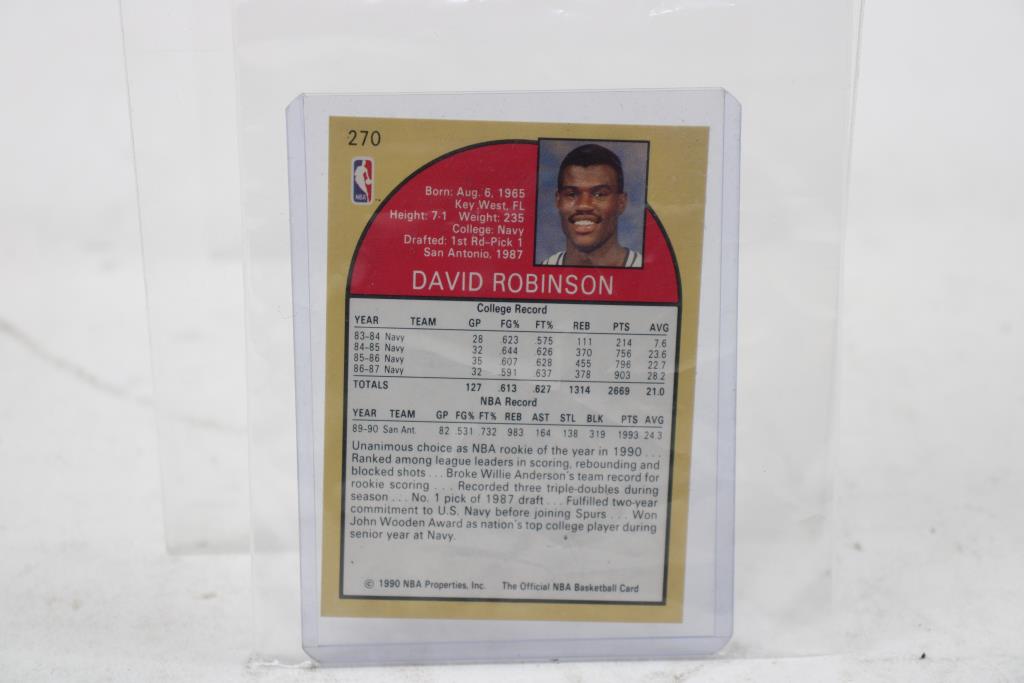 270
NBA
Born: Aug. 6, 1965
Key West, FL
Height: 7-1 Weight: 235
College: Navy
Drafted: 1st Rd-Pick 1
San Antonio, 1987
DAVID ROBINSON
College Record
YEAR TEAM GP FG% FT% REB PTS AVG
83-84 Navy 28 .623 .575 111 214 7.6
84-85 Navy 32 .644 .626 370 756 23.6
85-86 Navy 35 .607 .628 455 796 22.7
86-87 Navy 32 .591 .637 378 903 28.2
TOTALS 127 .613 .627 1314 2669 21.0
NBA Record
YEAR TEAM GP FG% FT% REB AST STL BLK PTS AVG
89-90 San Ant. 82 .531 .732 983 164 138 319 1993 24.3
Unanimous choice as NBA rookie of the year in 1990 . . .
Ranked among league leaders in scoring, rebounding and
blocked shots . . . Broke Willie Anderson's team record for
rookie scoring . . . Recorded three triple-doubles during
season . . . No. 1 pick of 1987 draft . . . Fulfilled two-year
commitment to U.S. Navy before joining Spurs . . . Won
John Wooden Award as nation's top college player during
senior year at Navy.
© 1990 NBA Properties, Inc. The Official NBA Basketball Card